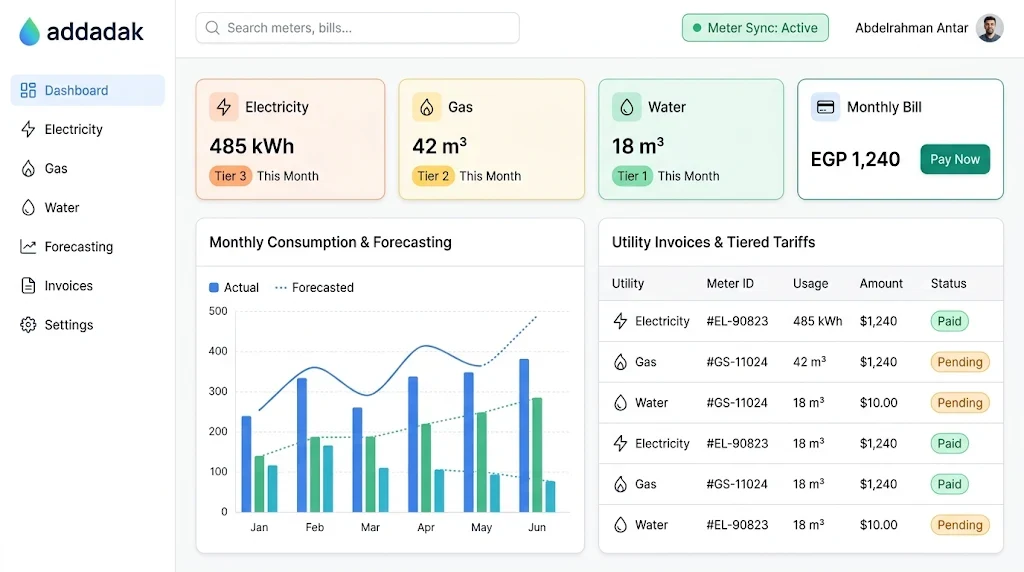 addadak
Search meters, bills...
Meter Sync: Active
Abdelrahman Antar
Dashboard
Electricity
Gas
Water
Forecasting
Invoices
Settings
Electricity
485 kWh
Tier 3 This Month
Gas
42 m³
Tier 2 This Month
Water
18 m³
Tier 1 This Month
Monthly Bill
EGP 1,240 Pay Now
Monthly Consumption & Forecasting
Actual Forecasted
500
400
300
200
100
0
Jan Feb Mar Apr May Jun
Utility Invoices & Tiered Tariffs
Utility Meter ID Usage Amount Status
Electricity #EL-90823 485 kWh $1,240 Paid
Gas #GS-11024 42 m³ $1,240 Pending
Water #GS-11024 18 m³ $10.00 Pending
Electricity #EL-90823 18 m³ $1,240 Paid
Gas #GS-11024 18 m³ $1,240 Paid
Water #EL-90823 18 m³ $10.00 Pending